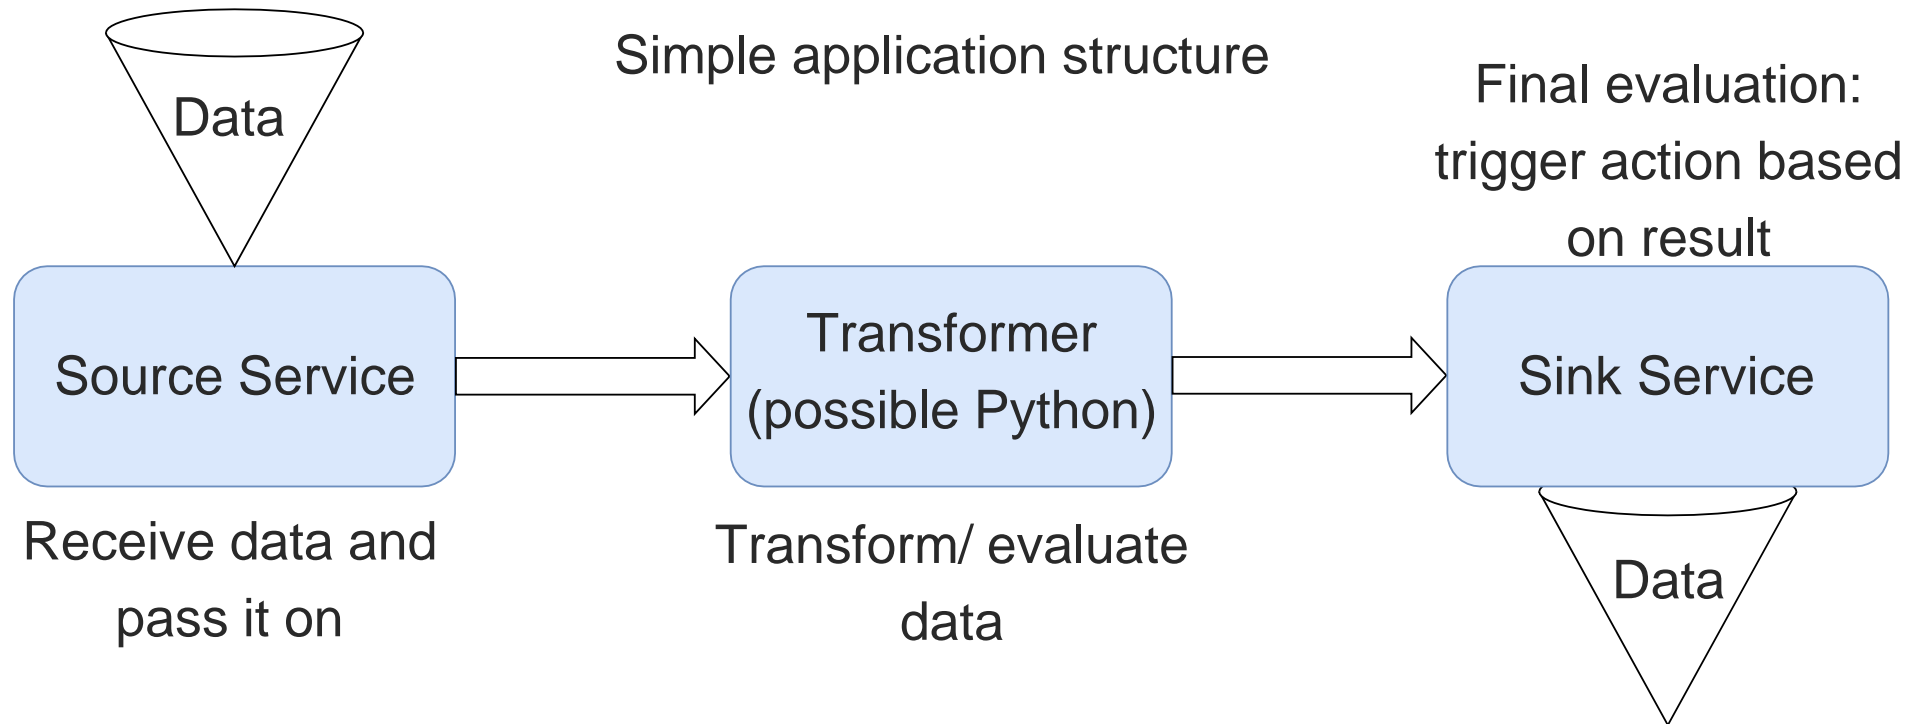 Simple application structure
Data
Final evaluation:
trigger action based
on result
Source Service
Transformer
(possible Python)
Sink Service
Receive data and
pass it on
Transform/ evaluate
data
Data